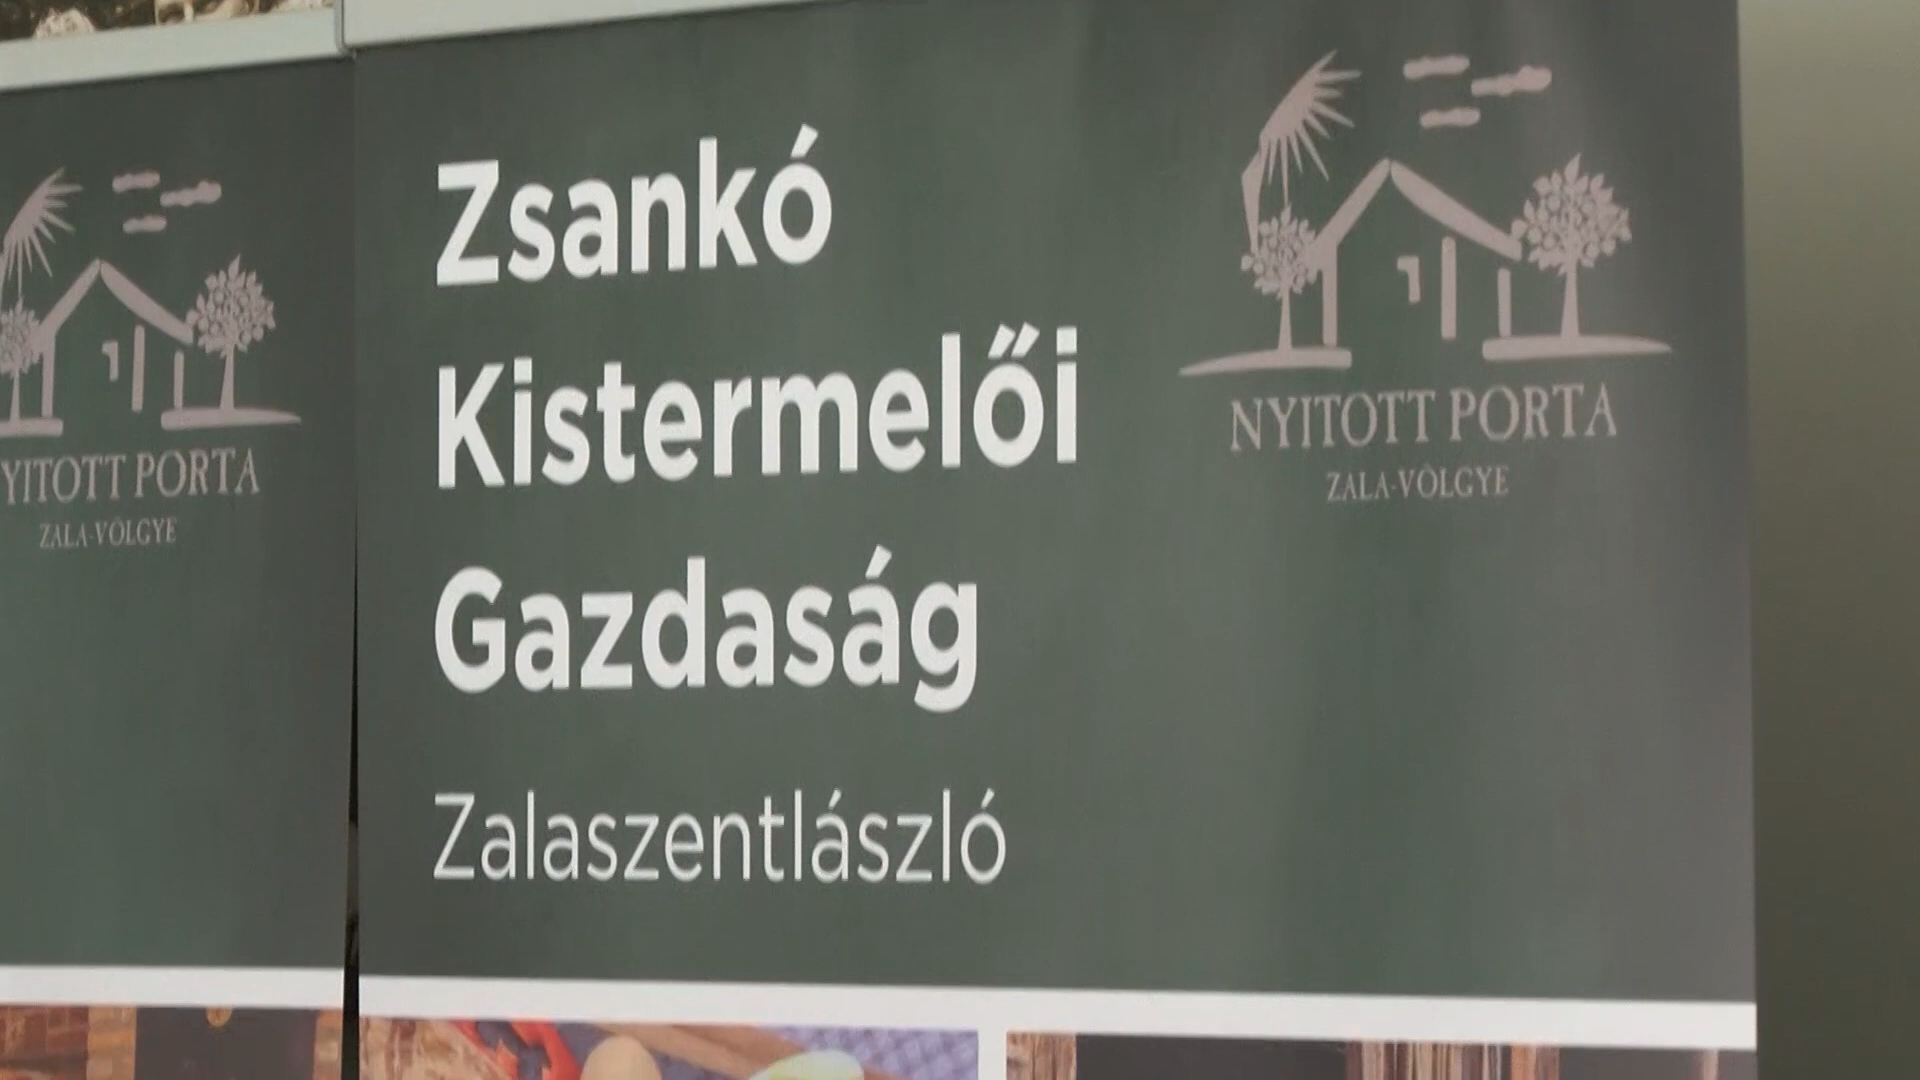 Zsankó
Kistermelői
Gazdaság
Zalaszentlászló
NYITOTT PORTA
ZALA-VÖLGYE
YITOTT PORTA
ZALA-VÖLGYE